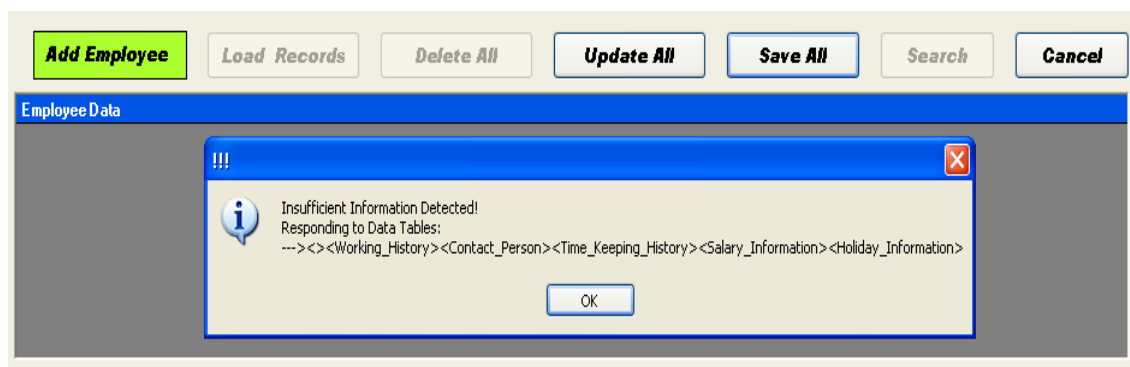 Add Employee Load Records Delete All Update All Save All Search Cancel
Employee Data
!!!
Insufficient Information Detected!
Responding to Data Tables:
---><><Working_History><Contact_Person><Time_Keeping_History><Salary_Information><Holiday_Information>
OK